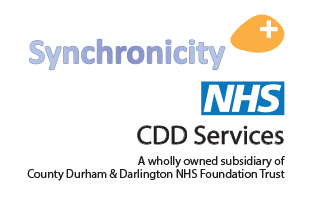 Synchronicity
NHS
CDD Services
A wholly owned subsidiary of
County Durham & Darlington NHS Foundation Trust